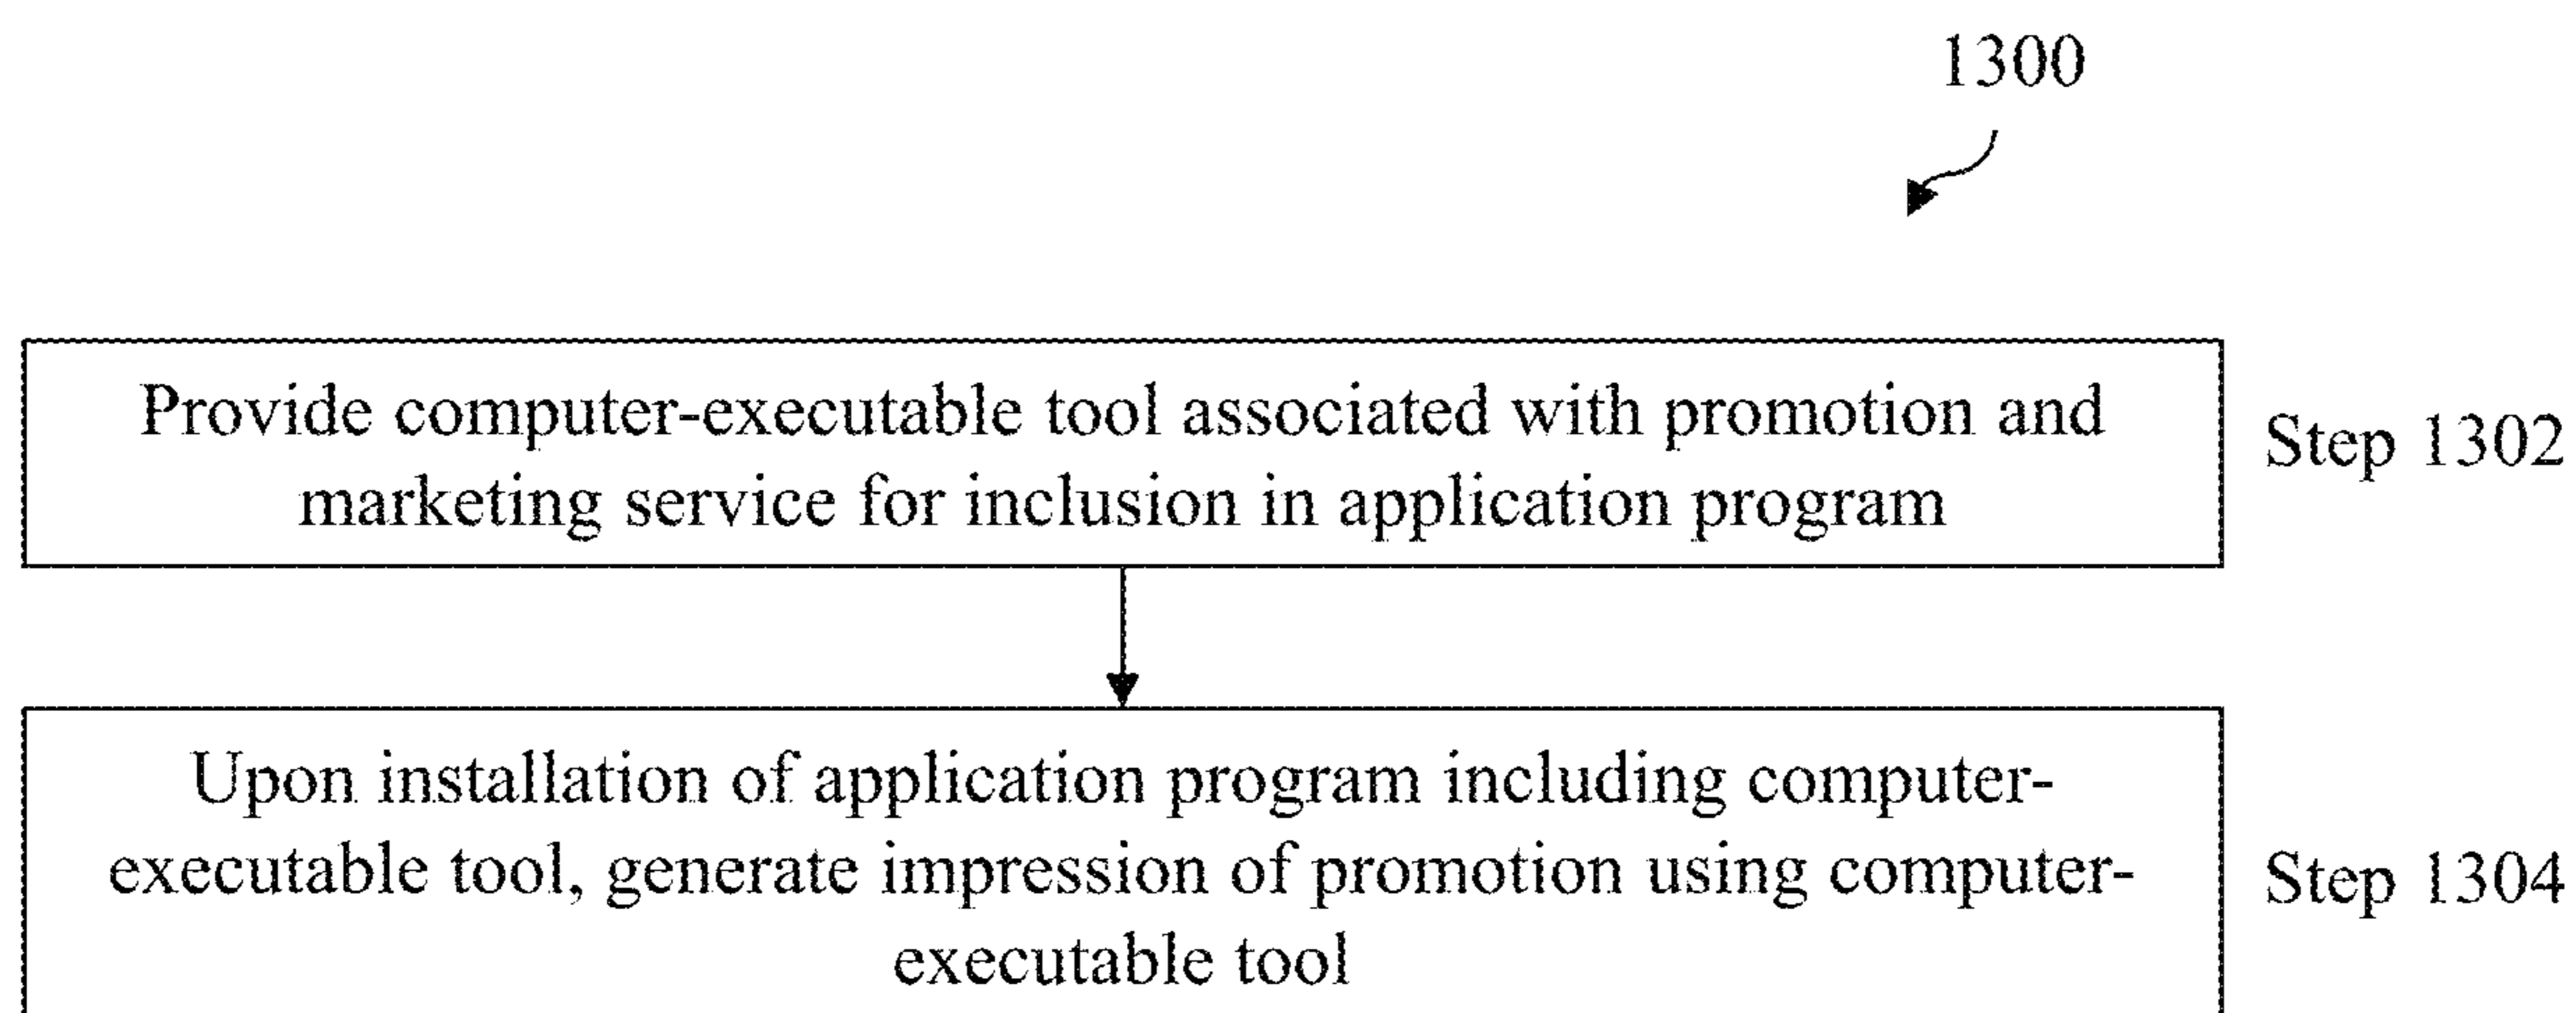 1300
Provide computer-executable tool associated with promotion and
marketing service for inclusion in application program
Step 1302
Upon installation of application program including computer-
executable tool, generate impression of promotion using computer-
executable tool
Step 1304